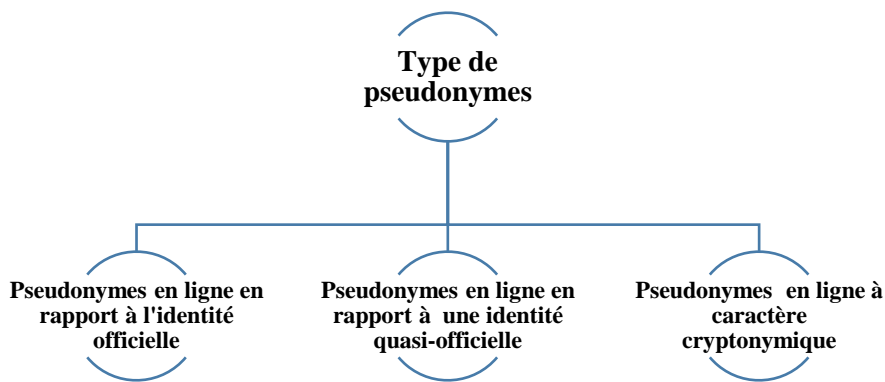 Type de
pseudonymes
Pseudonymes en ligne en
rapport à l'identité
officielle
Pseudonymes en ligne en
rapport à une identité
quasi-officielle
Pseudonymes en ligne à
caractère
cryptonymique